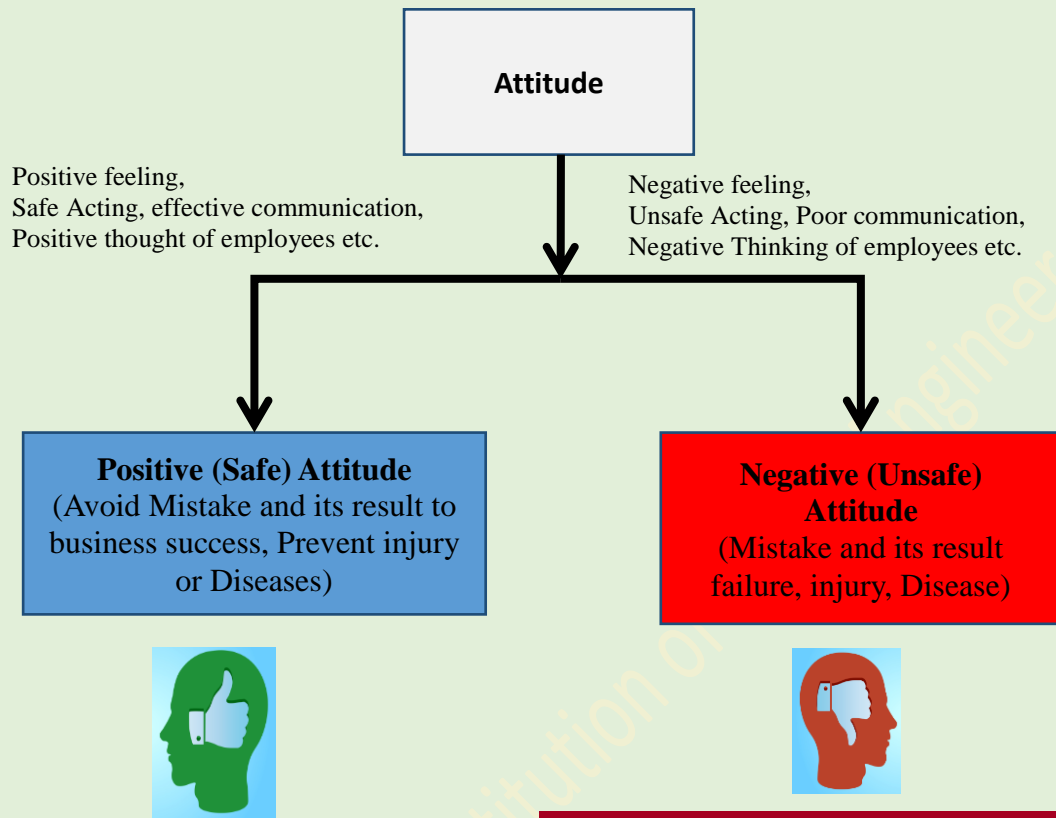 Attitude
Positive feeling,
Safe Acting, effective communication,
Positive thought of employees etc.
Negative feeling,
Unsafe Acting, Poor communication,
Negative Thinking of employees etc.
Positive (Safe) Attitude
(Avoid Mistake and its result to
business success, Prevent injury
or Diseases)
Negative (Unsafe)
Attitude
(Mistake and its result
failure, injury, Disease)